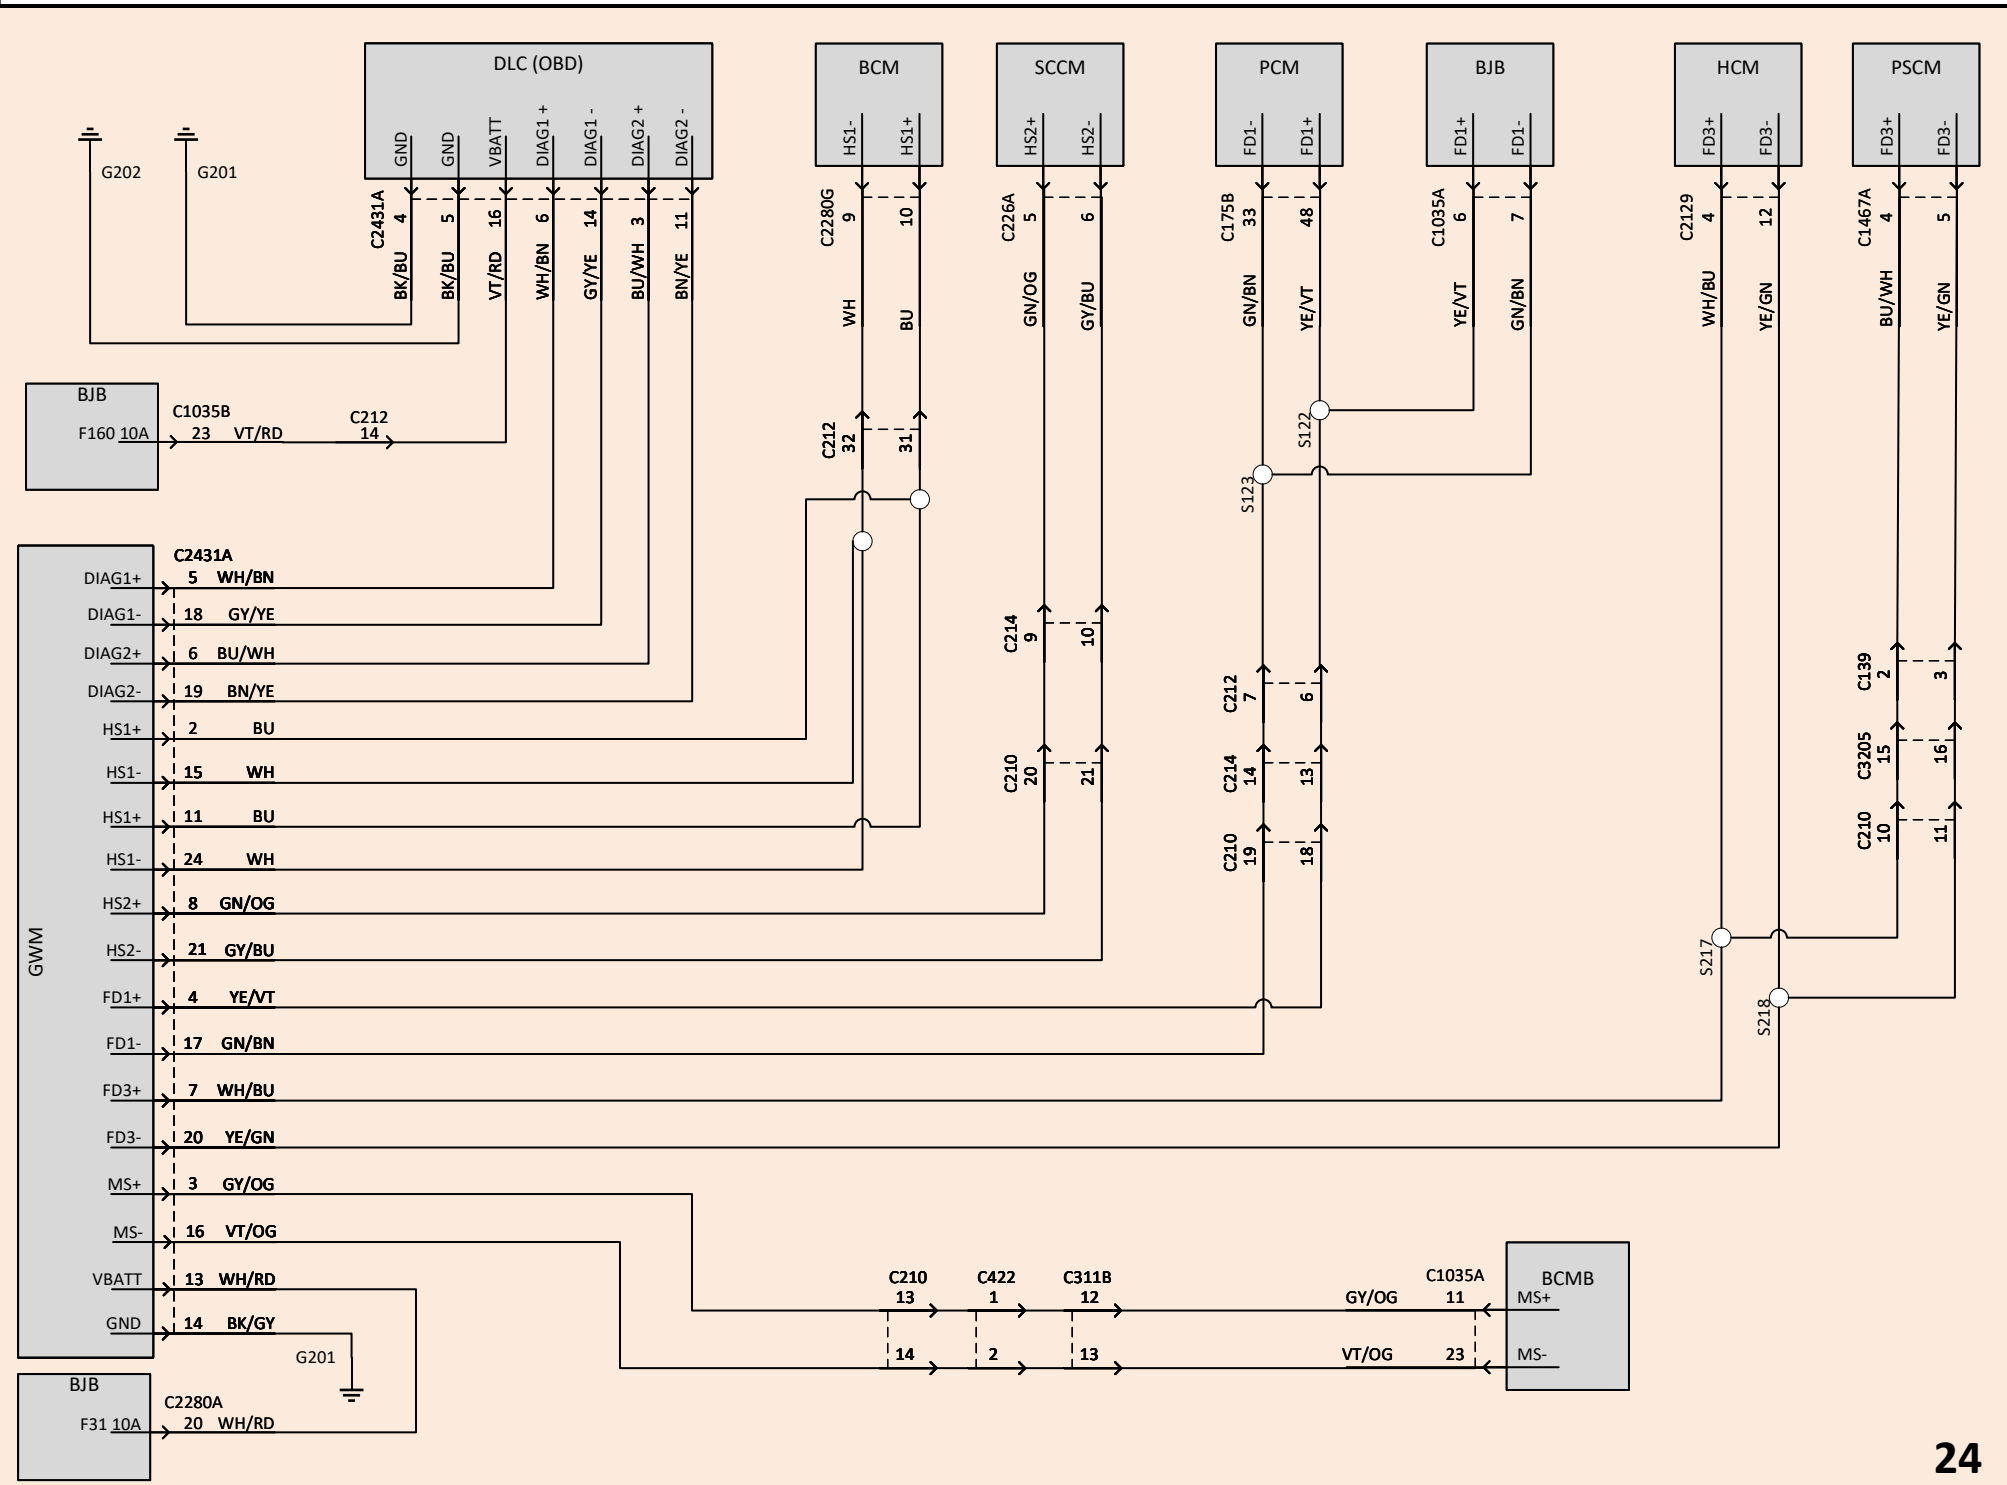 DLC (OBD)
GND
GND
VBATT
DIAG1 +
DIAG1 -
DIAG2 +
DIAG2 -
C2431A
4
5
16
6
14
3
11
BK/BU
BK/BU
VT/RD
WH/BN
GY/YE
BU/WH
BN/YE
G202
G201
BCM
HS1-
HS1+
C2280G
9
10
WH
BU
C212
32
31
SCCM
HS2+
HS2-
C226A
5
6
GN/OG
GY/BU
C214
9
10
C210
20
21
PCM
FD1-
FD1+
C175B
33
48
GN/BN
YE/VT
S122
S123
C212
7
6
C214
14
13
C210
19
18
BJB
FD1+
FD1-
C1035A
6
7
YE/VT
GN/BN
HCM
FD3+
FD3-
C2129
4
12
WH/BU
YE/GN
S217
S218
PSCM
FD3+
FD3-
C1467A
4
5
BU/WH
YE/GN
C139
2
3
C3205
15
16
C210
10
11
BJB
F160 10A
C1035B
23 VT/RD
C212
14
GWM
C2431A
DIAG1+ 5 WH/BN
DIAG1- 18 GY/YE
DIAG2+ 6 BU/WH
DIAG2- 19 BN/YE
HS1+ 2 BU
HS1- 15 WH
HS1+ 11 BU
HS1- 24 WH
HS2+ 8 GN/OG
HS2- 21 GY/BU
FD1+ 4 YE/VT
FD1- 17 GN/BN
FD3+ 7 WH/BU
FD3- 20 YE/GN
MS+ 3 GY/OG
MS- 16 VT/OG
VBATT 13 WH/RD
GND 14 BK/GY
G201
BJB
F31 10A
C2280A
20 WH/RD
C210
13
14
C422
1
2
C311B
12
13
C1035A
GY/OG 11
VT/OG 23
BCMB
MS+
MS-
24